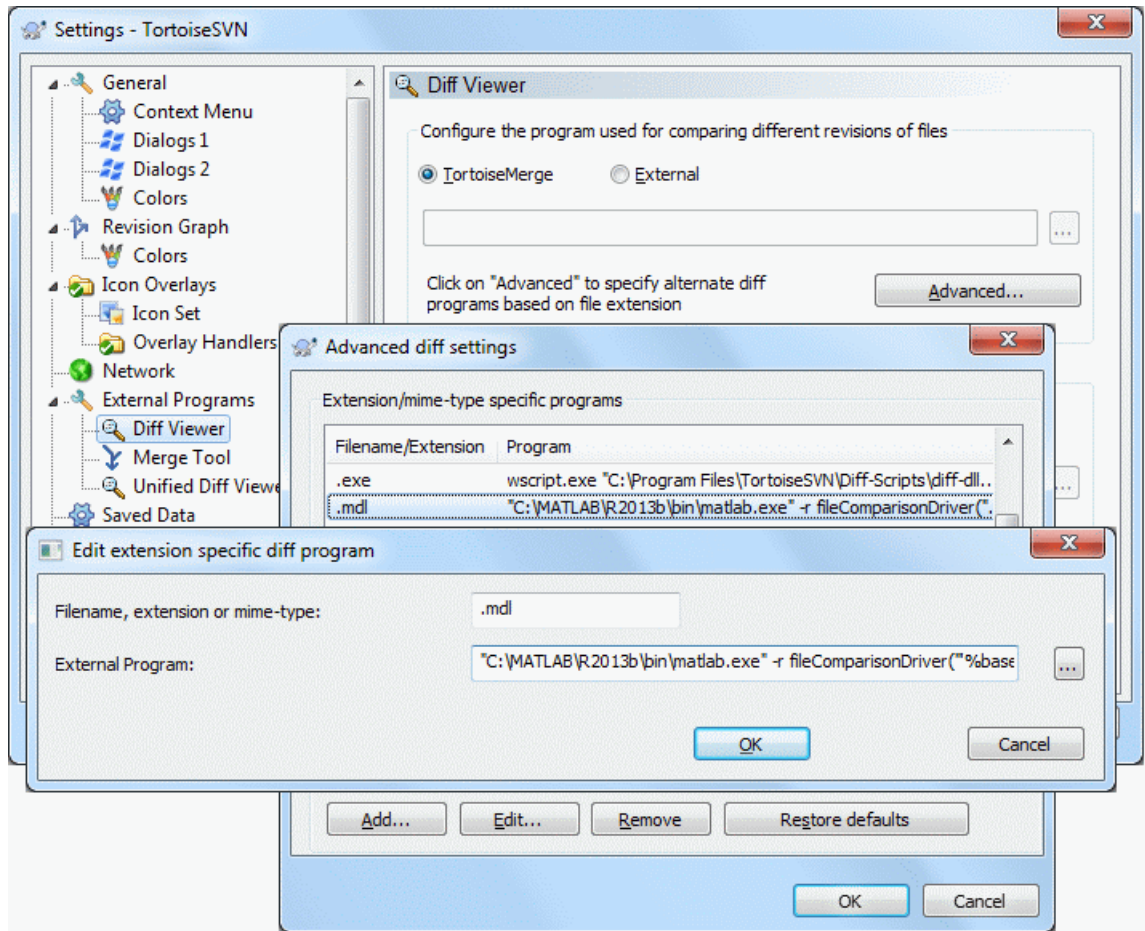 Settings - TortoiseSVN
General
Context Menu
Dialogs 1
Dialogs 2
Colors
Revision Graph
Colors
Icon Overlays
Icon Set
Overlay Handlers
Network
External Programs
Diff Viewer
Merge Tool
Unified Diff Viewe
Saved Data
Diff Viewer
Configure the program used for comparing different revisions of files
TortoiseMerge External
...
Click on "Advanced" to specify alternate diff
programs based on file extension
Advanced...
...
Advanced diff settings
Extension/mime-type specific programs
Filename/Extension Program
.exe wscript.exe "C:\Program Files\TortoiseSVN\Diff-Scripts\diff-dll...
.mdl "C:\MATLAB\R2013b\bin\matlab.exe" -r fileComparisonDriver("...
Edit extension specific diff program
Filename, extension or mime-type: .mdl
External Program: "C:\MATLAB\R2013b\bin\matlab.exe" -r fileComparisonDriver("'%base
...
OK Cancel
Add... Edit... Remove Restore defaults
OK Cancel